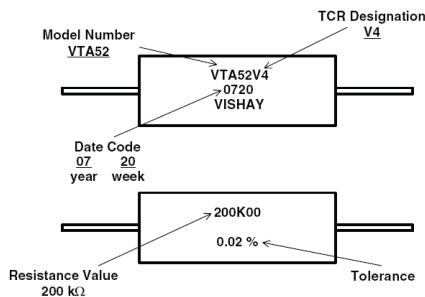 TCR Designation
V4
Model Number
VTA52
VTA52V4
0720
VISHAY
Date Code
07 20
year week
200K00
0.02 %
Resistance Value
200 kΩ
Tolerance